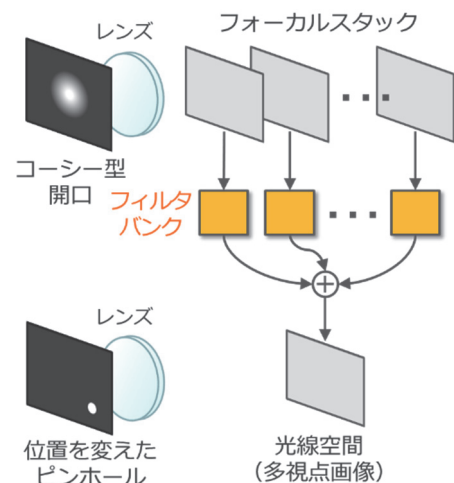 レンズ
フォーカルスタック
コーシー型
開口
フィルタ
バンク
レンズ
位置を変えた
ピンホール
光線空間
(多視点画像)